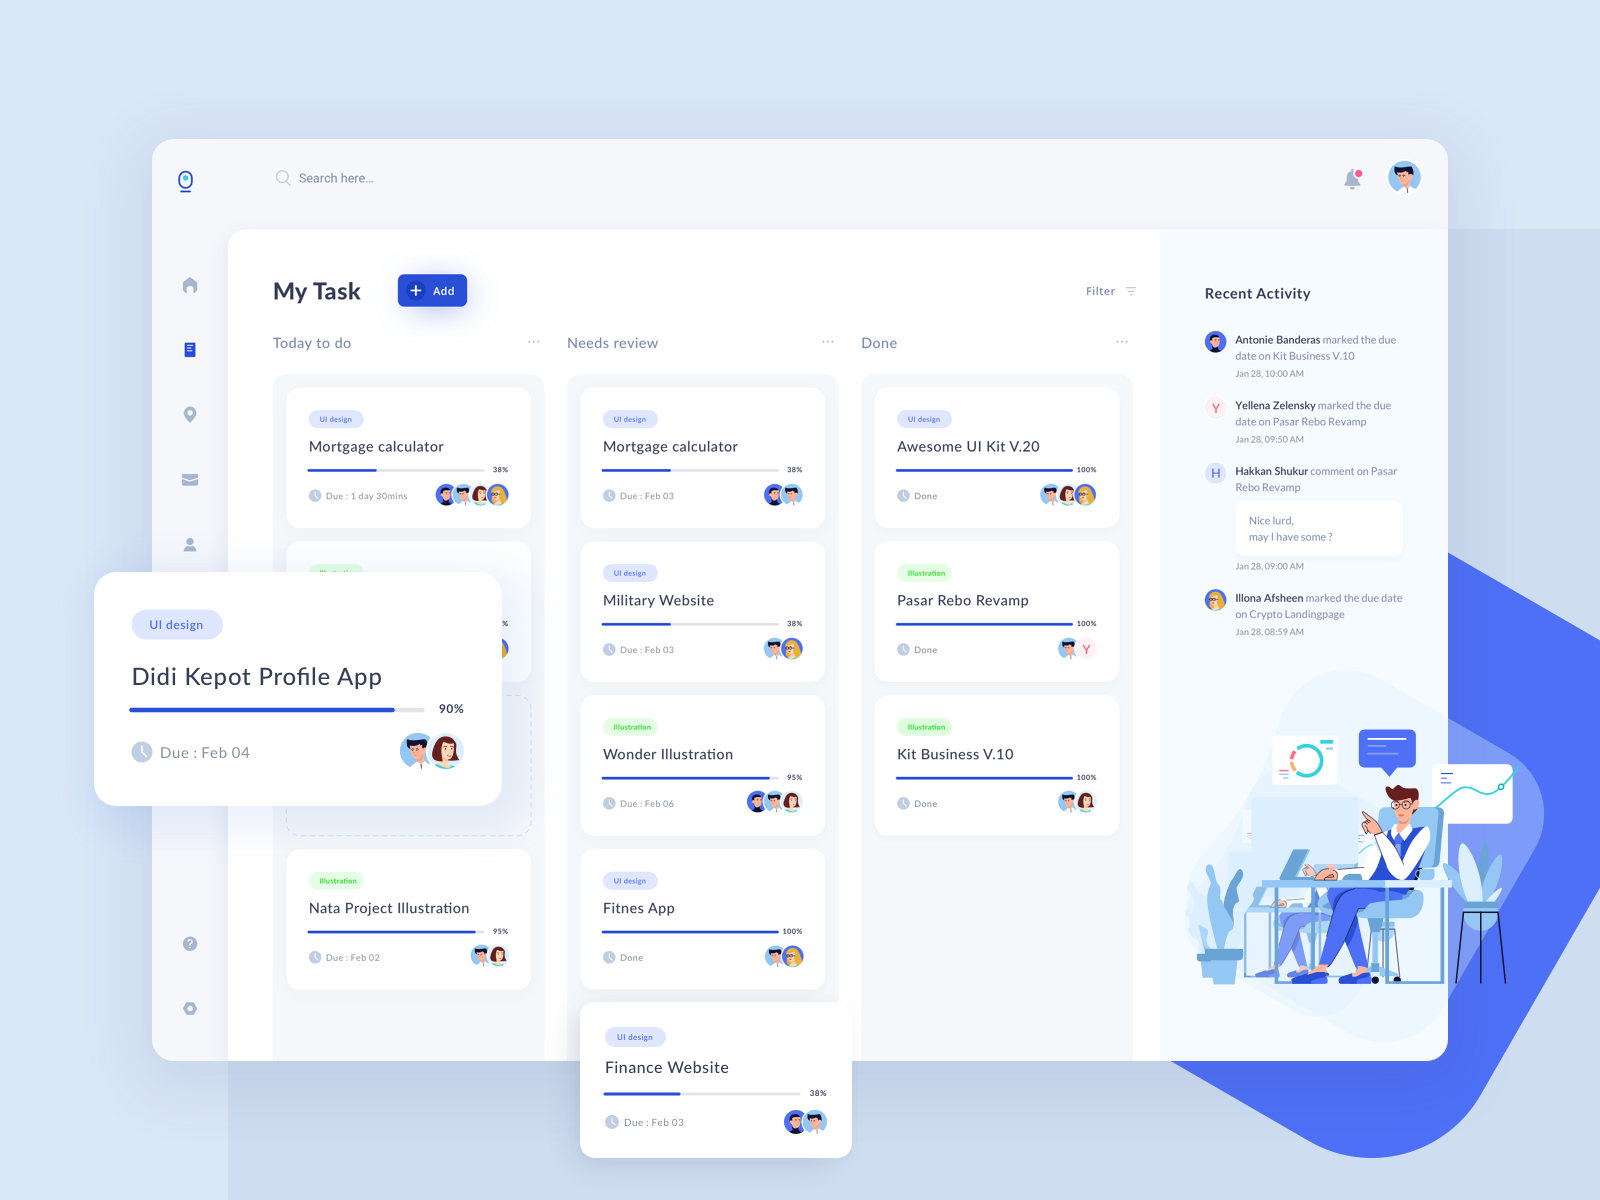 Search here...
My Task
Add
Filter
Today to do
...
Needs review
...
Done
...
UI design
Mortgage calculator
38%
Due : 1 day 30mins
%
UI design
Didi Kepot Profile App
90%
Due : Feb 04
Illustration
Nata Project Illustration
95%
Due : Feb 02
UI design
Mortgage calculator
38%
Due : Feb 03
UI design
Military Website
38%
Due : Feb 03
Illustration
Wonder Illustration
95%
Due : Feb 06
UI design
Fitnes App
100%
Done
UI design
Finance Website
38%
Due : Feb 03
UI design
Awesome UI Kit V.20
100%
Done
Illustration
Pasar Rebo Revamp
100%
Done
Y
Illustration
Kit Business V.10
100%
Done
Recent Activity
Antonie Banderas marked the due
date on Kit Business V.10
Jan 28, 10:00 AM
Y
Yellena Zelensky marked the due
date on Pasar Rebo Revamp
Jan 28, 09:50 AM
H
Hakkan Shukur comment on Pasar
Rebo Revamp
Nice lurd,
may I have some ?
Jan 28, 09:00 AM
Illona Afsheen marked the due date
on Crypto Landingpage
Jan 28, 08:59 AM
?